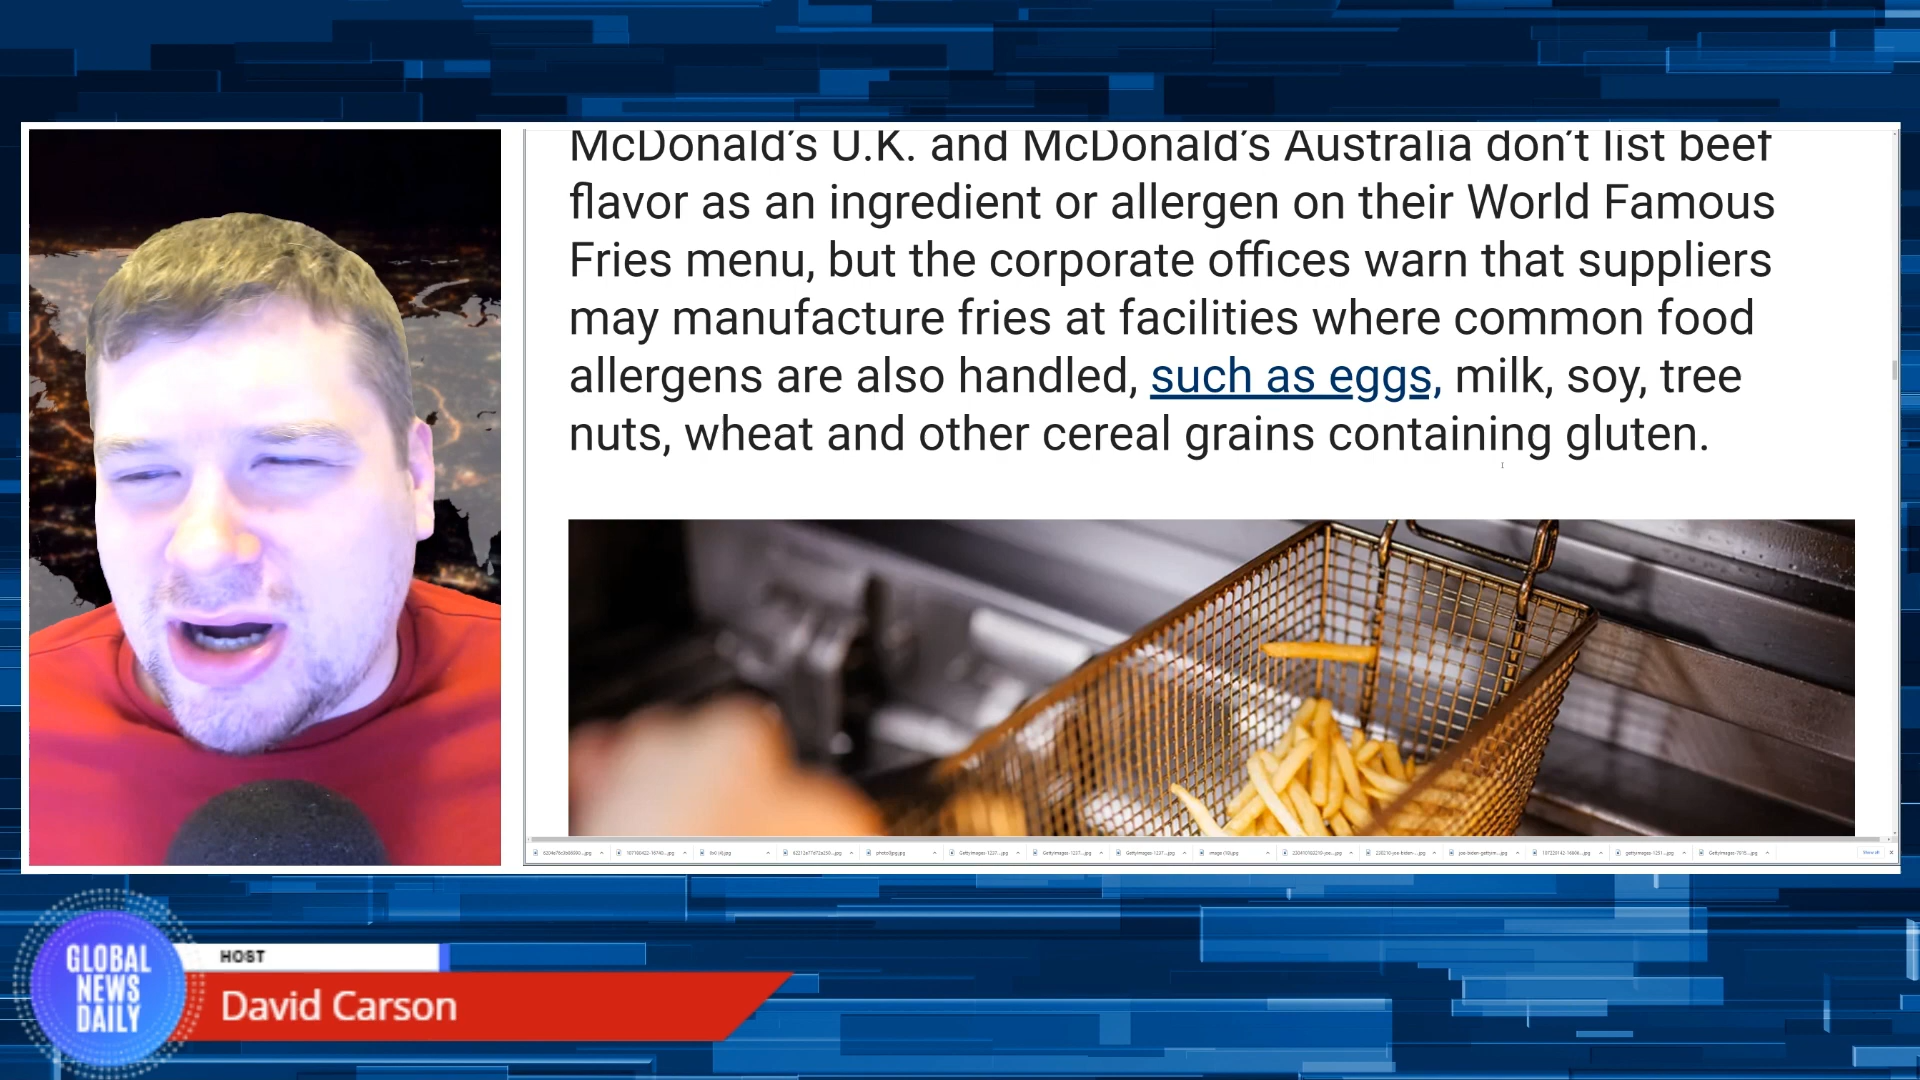 McDonald's U.K. and McDonald's Australia don't list beef
flavor as an ingredient or allergen on their World Famous
Fries menu, but the corporate offices warn that suppliers
may manufacture fries at facilities where common food
allergens are also handled, such as eggs, milk, soy, tree
nuts, wheat and other cereal grains containing gluten.
Show all
GLOBAL
NEWS
DAILY
HOST
David Carson